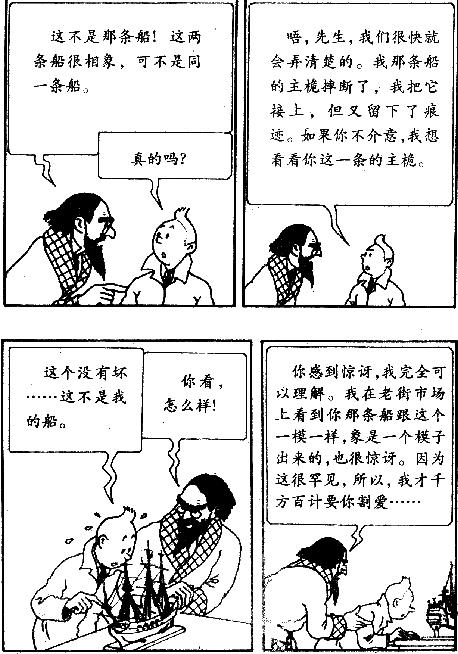 这不是那条船！这两
条船很相象，可不是同
一条船。
真的吗？
唔，先生，我们很快就
会弄清楚的。我那条船
的主桅摔断了，我把它
接上，但又留下了痕
迹。如果你不介意，我想
看看你这一条的主桅。
这个没有坏
……这不是我
的船。
你看，
怎么样！
你感到惊讶，我完全可
以理解。我在老街市场
上看到你那条船跟这个
一模一样，象是一个模子
出来的，也很惊讶。因为
这很罕见，所以，我才千
方百计要你割爱……